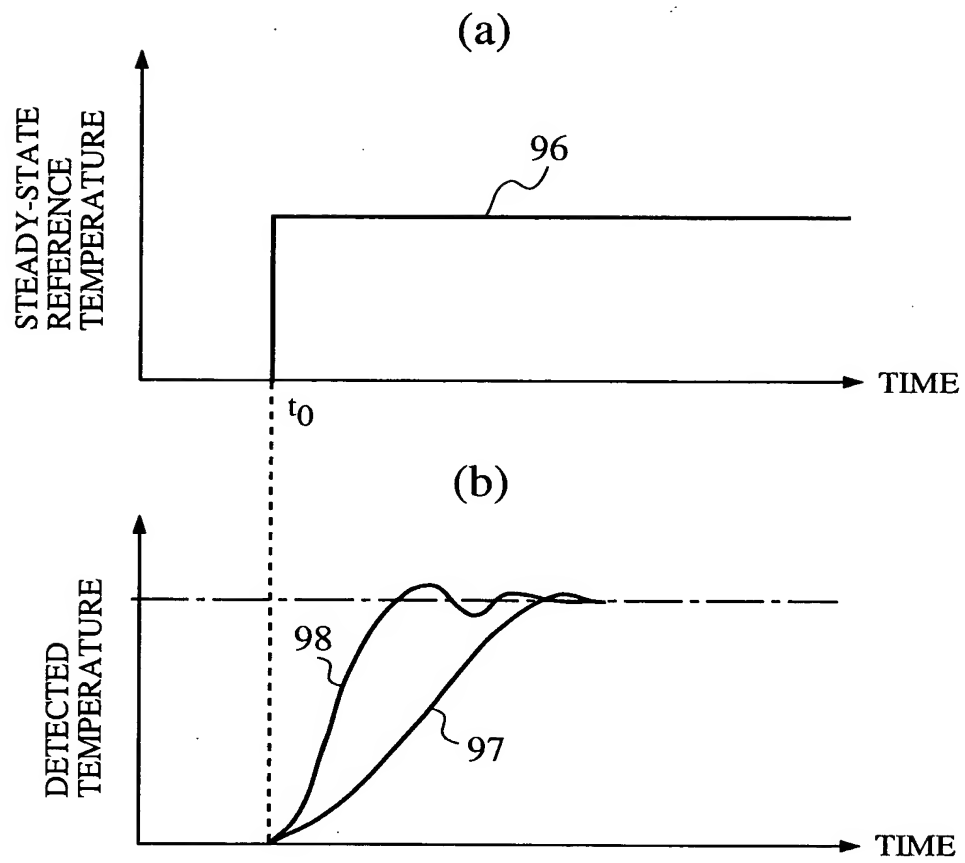 (a)
STEADY-STATE
REFERENCE
TEMPERATURE
96
TIME
t0
(b)
DETECTED
TEMPERATURE
98
97
TIME